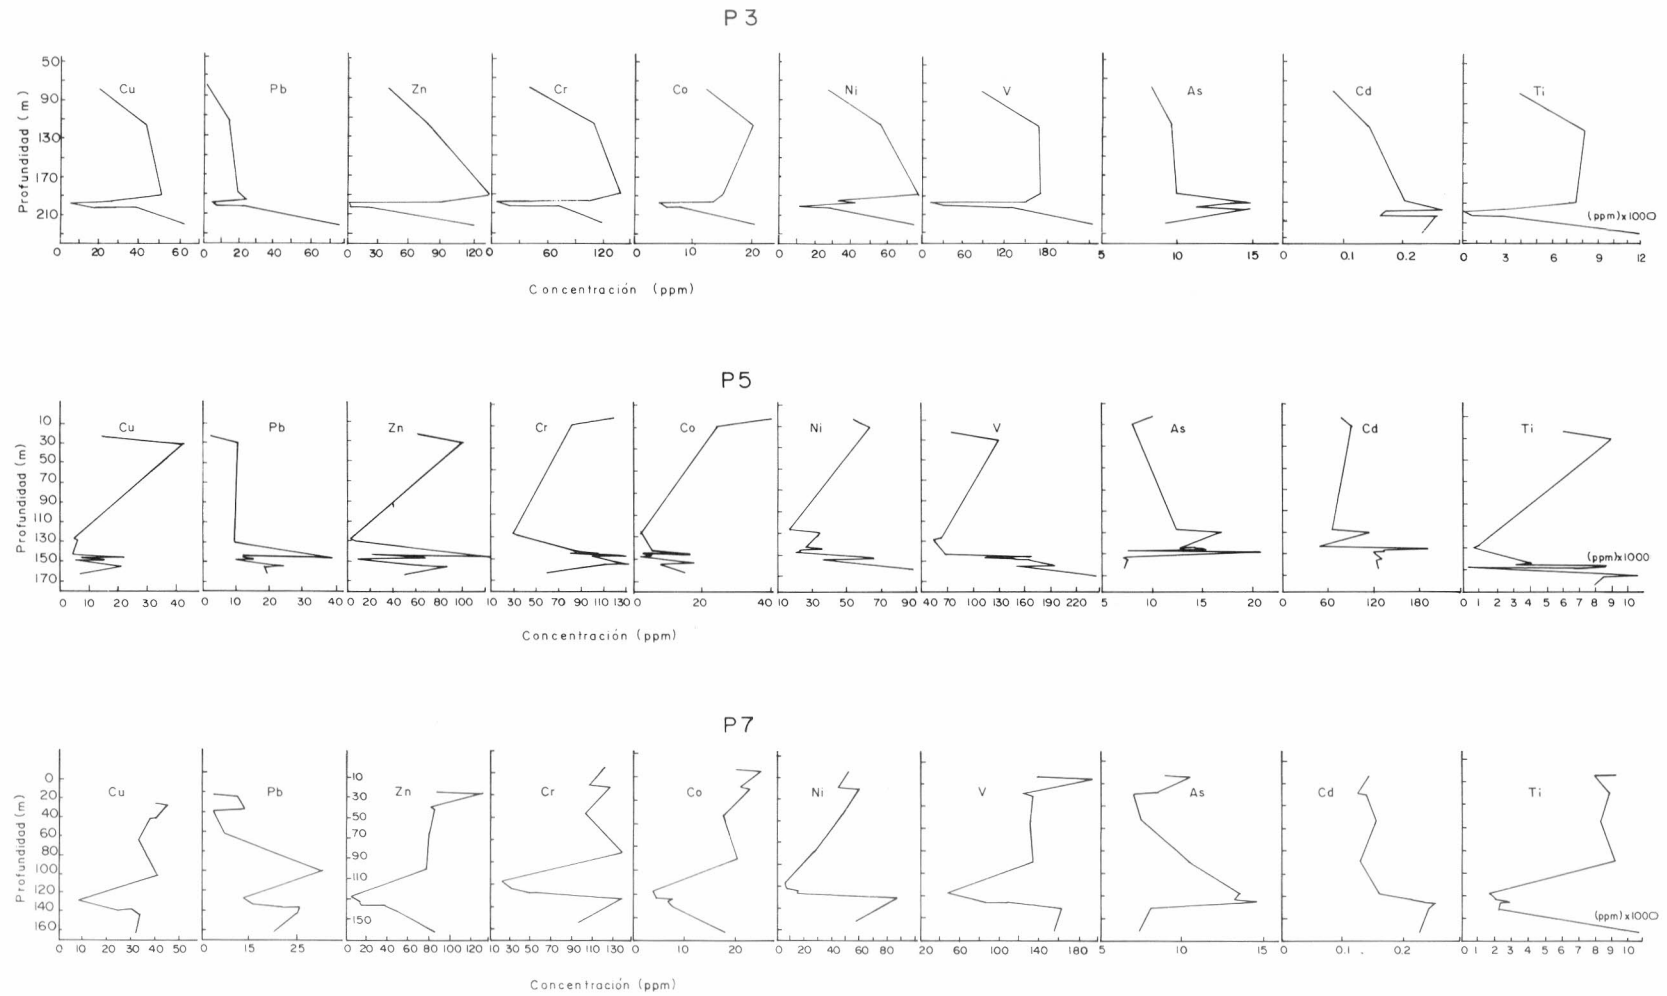 P 3
Cu Pb Zn Cr Co Ni V As Cd Ti
Profundidad (m)
50
90
130
170
210
(ppm)x1000
0 20 40 60 0 20 40 60 0 30 60 90 120 0 60 120 0 10 20 0 20 40 60 0 60 120 180 5 10 15 0 0.1 0.2 0 3 6 9 12
Concentración (ppm)
P5
Cu Pb Zn Cr Co Ni V As Cd Ti
Profundidad (m)
10
30
50
70
90
110
130
150
170
(ppm)x1000
0 10 20 30 40 0 10 20 30 40 0 20 40 60 80 100 10 30 60 90 110 130 0 20 40 10 30 50 70 90 40 70 100 130 160 190 220 5 10 15 20 0 60 120 180 0 1 2 3 4 5 6 7 8 9 10
Concentración (ppm)
P7
Cu Pb Zn Cr Co Ni V As Cd Ti
Profundidad (m)
0
20
40
60
80
100
120
140
160
10
30
50
70
90
110
150
(ppm)x1000
0 10 20 30 40 50 0 15 25 0 20 40 60 80 100 120 10 30 50 70 90 110 130 0 10 20 0 20 40 60 80 20 60 100 140 180 5 10 15 0 0.1 0.2 0 1 2 3 4 5 6 7 8 9 10
Concentración (ppm)